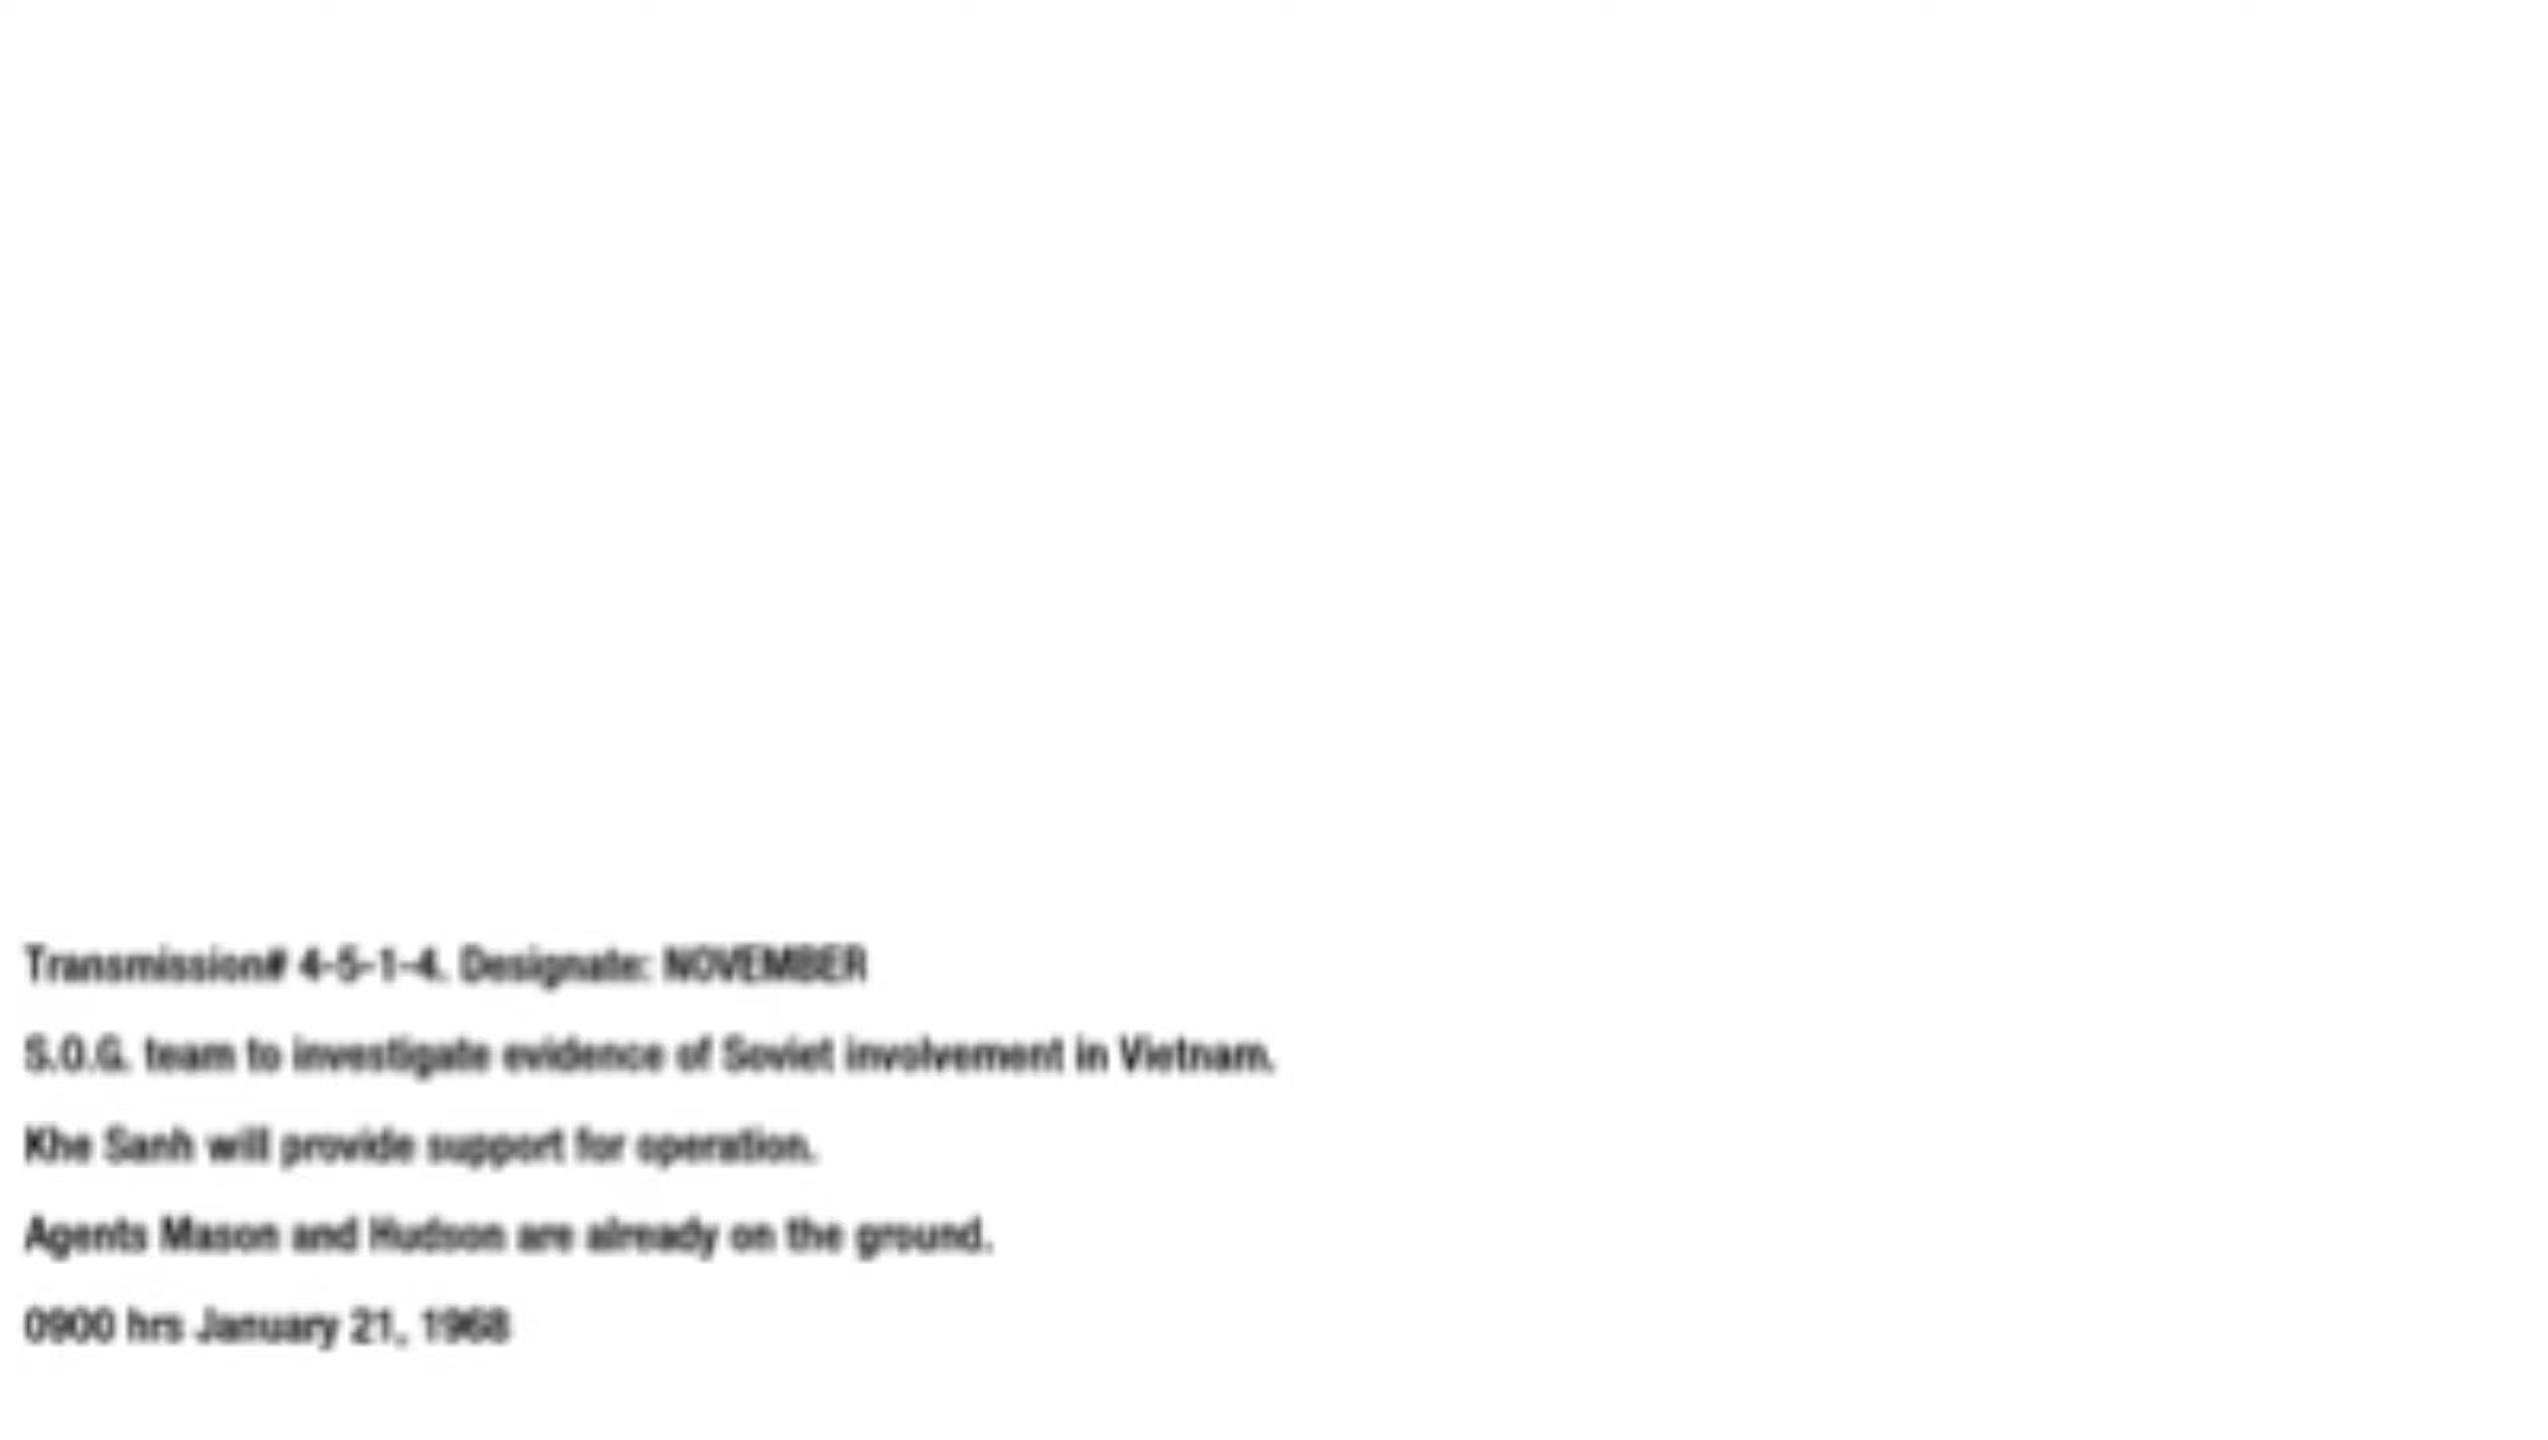 Transmission# 4-5-1-4. Designate: NOVEMBER
S.O.G. team to investigate evidence of Soviet involvement in Vietnam.
Khe Sanh will provide support for operation.
Agents Mason and Hudson are already on the ground.
0900 hrs January 21, 1968